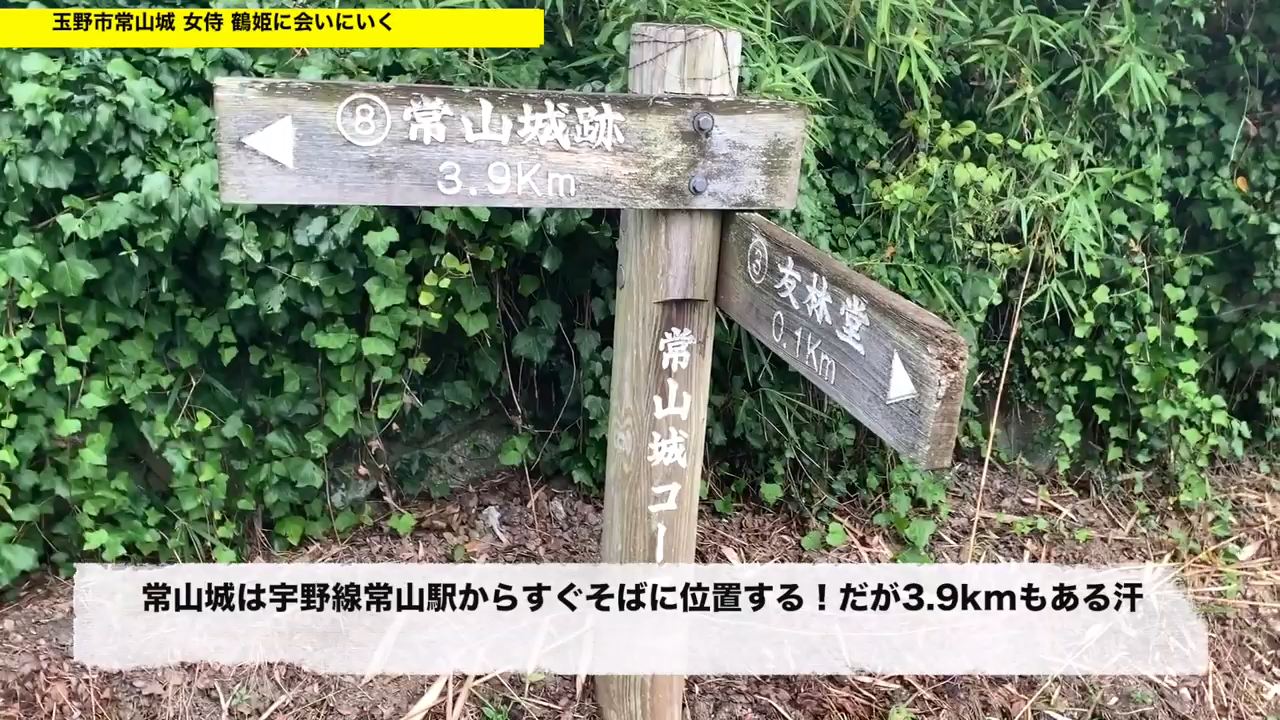 玉野市常山城 女侍 鶴姫に会いにいく
⑧常山城跡
3.9Km
③友林堂
0.1Km
常山城コー
常山城は宇野線常山駅からすぐそばに位置する！だが3.9kmもある汗